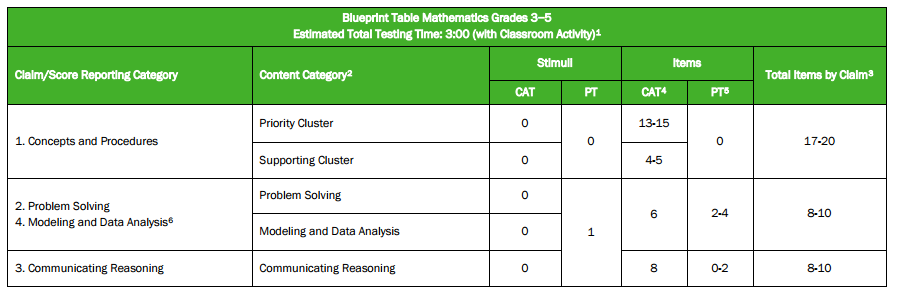 Blueprint Table Mathematics Grades 3–5
Estimated Total Testing Time: 3:00 (with Classroom Activity)¹
Claim/Score Reporting Category Content Category² Stimuli Items Total Items by Claim³
CAT PT CAT⁴ PT⁵
1. Concepts and Procedures Priority Cluster 0 0 13-15 0 17-20
Supporting Cluster 0 4-5
2. Problem Solving
4. Modeling and Data Analysis⁶ Problem Solving 0 1 6 2-4 8-10
Modeling and Data Analysis 0
3. Communicating Reasoning Communicating Reasoning 0 8 0-2 8-10